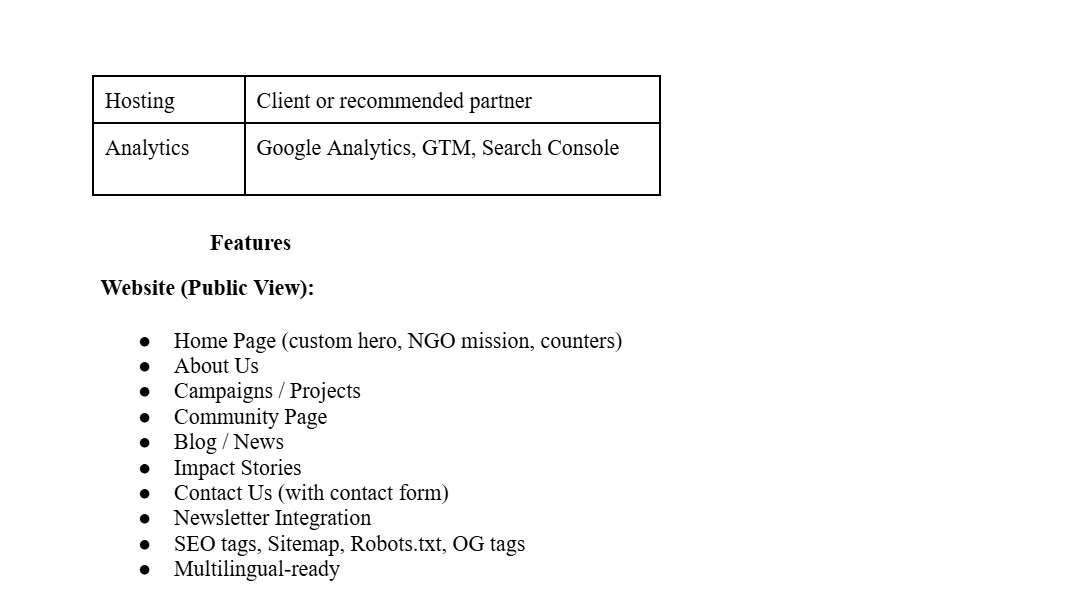 Hosting Client or recommended partner
Analytics Google Analytics, GTM, Search Console
Features
Website (Public View):
● Home Page (custom hero, NGO mission, counters)
● About Us
● Campaigns / Projects
● Community Page
● Blog / News
● Impact Stories
● Contact Us (with contact form)
● Newsletter Integration
● SEO tags, Sitemap, Robots.txt, OG tags
● Multilingual-ready